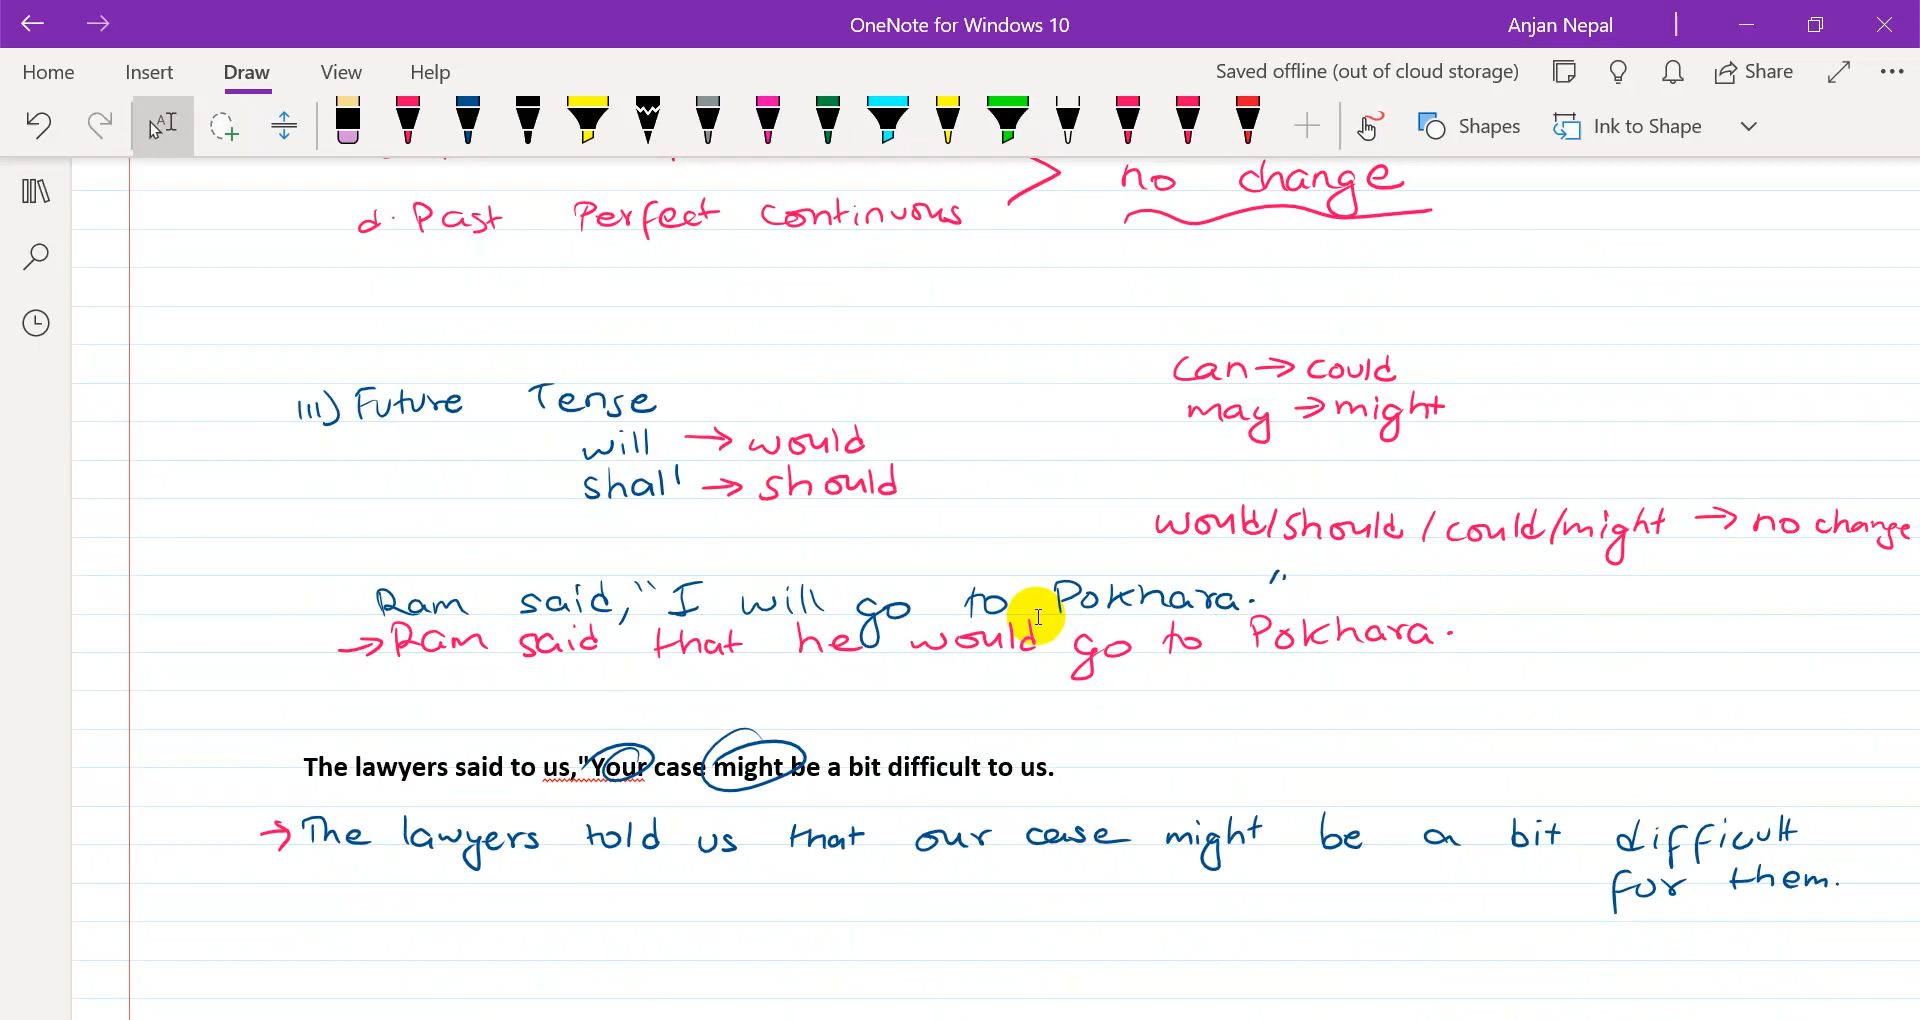 OneNote for Windows 10
Anjan Nepal
Home Insert Draw View Help
Saved offline (out of cloud storage)
Share
Shapes
Ink to Shape
d. Past Perfect continuous
no change
III) Future Tense
will → would
shall → should
can → could
may → might
would/should/could/might → no change
Ram said, "I will go to Pokhara."
→ Ram said that he would go to Pokhara.
The lawyers said to us,"Your case might be a bit difficult to us.
→ The lawyers told us that our case might be a bit difficult
for them.